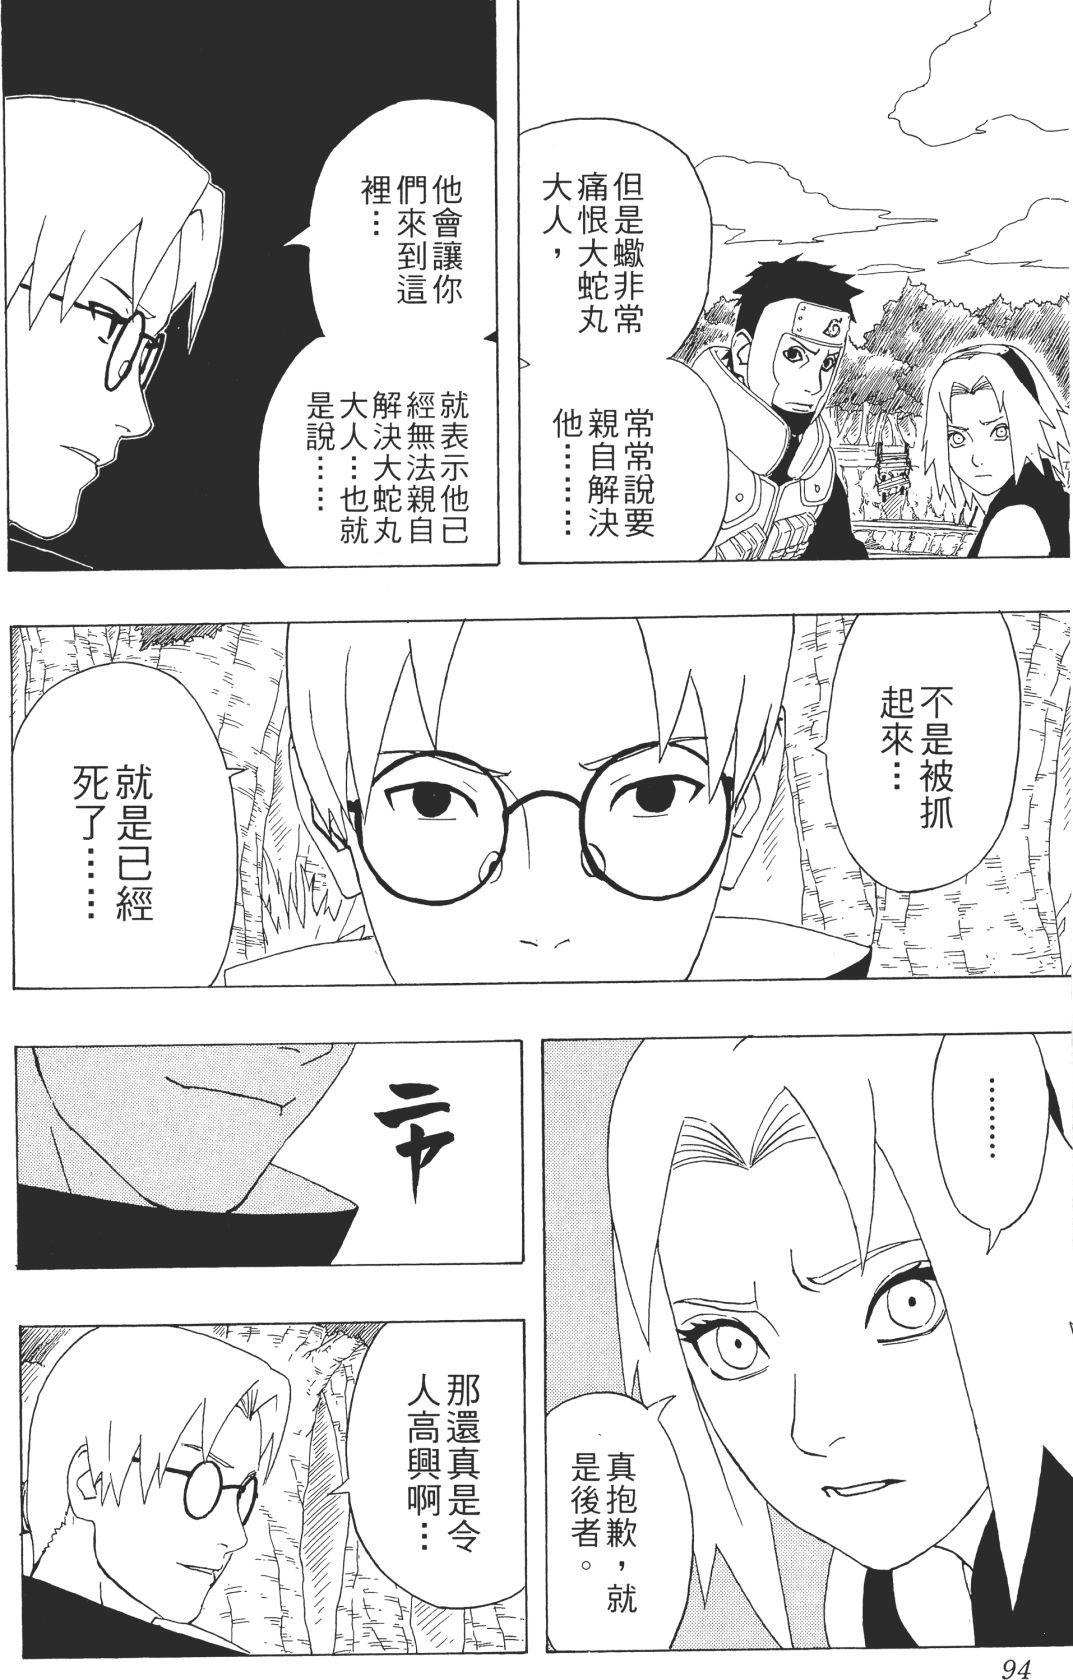 但是蠍非常
痛恨大蛇丸
大人，
常常說要
親自解決
他………
他會讓你
們來到這
裡…
就表示他已
經無法親自
解決大蛇丸
大人…也就
是說……
不是被抓
起來…
就是已經
死了……
………
真抱歉，就
是後者。
ニヤ
那還真是令
人高興啊…
94